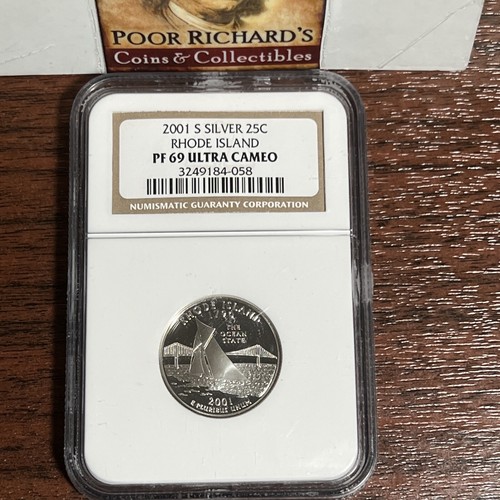 POOR RICHARD'S
Coins & Collectibles
2001 S SILVER 25C
RHODE ISLAND
PF 69 ULTRA CAMEO
3249184-058
NUMISMATIC GUARANTY CORPORATION
RHODE ISLAND
1790
THE
OCEAN
STATE
2001
E PLURIBUS UNUM